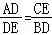 AD/DE = CE/BD